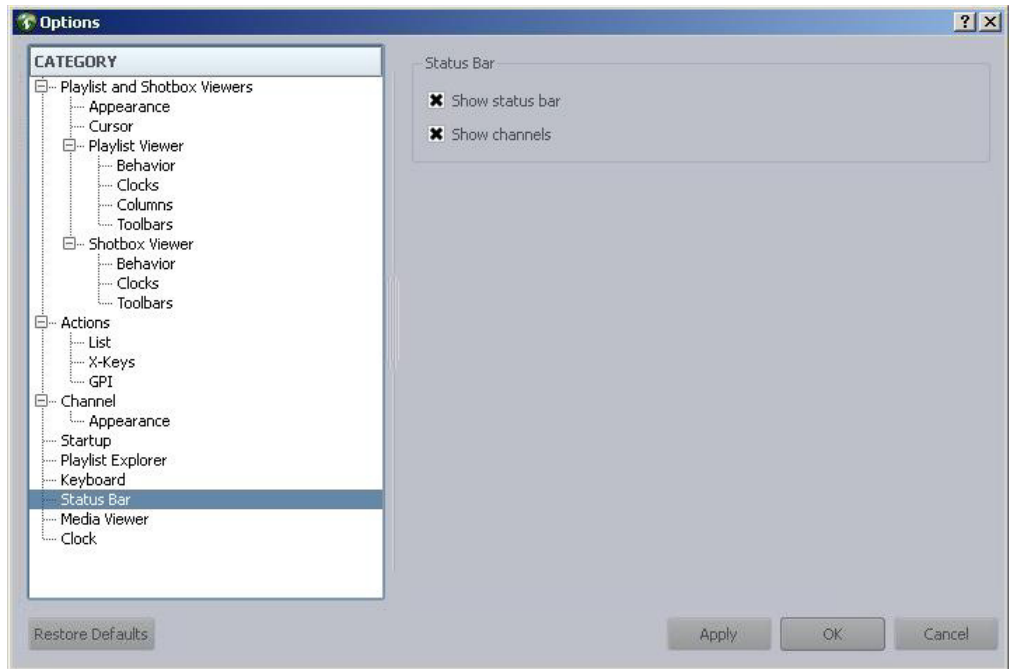 Options
CATEGORY
Playlist and Shotbox Viewers
Appearance
Cursor
Playlist Viewer
Behavior
Clocks
Columns
Toolbars
Shotbox Viewer
Behavior
Clocks
Toolbars
Actions
List
X-Keys
GPI
Channel
Appearance
Startup
Playlist Explorer
Keyboard
Status Bar
Media Viewer
Clock
Status Bar
Show status bar
Show channels
Restore Defaults
Apply
OK
Cancel